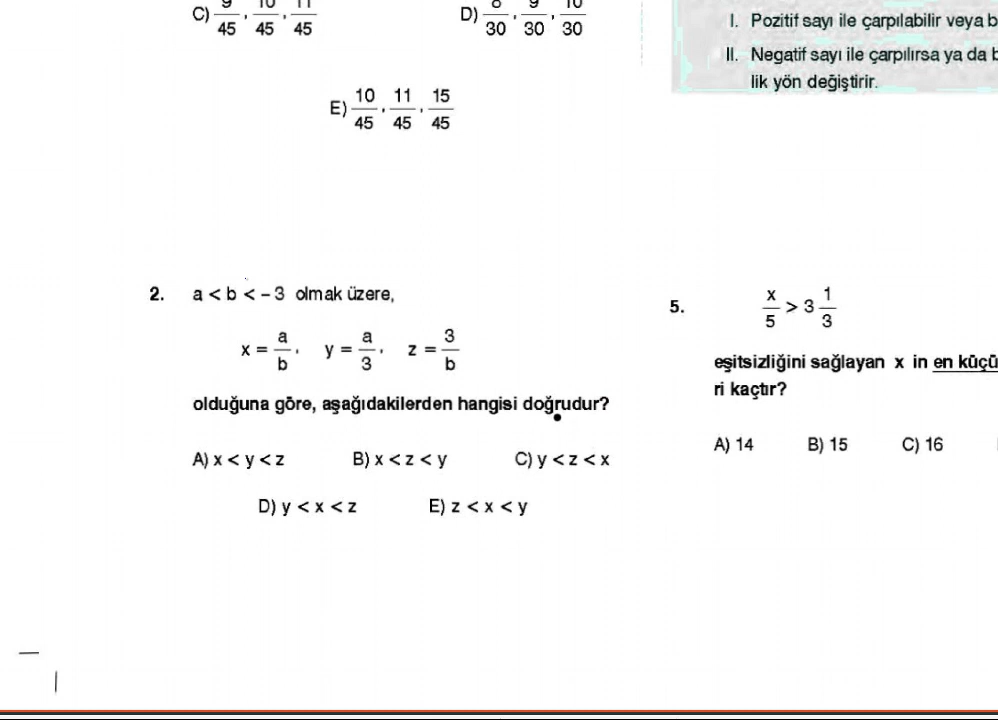 C) 9/45, 10/45, 11/45
D) 8/30, 9/30, 10/30
E) 10/45, 11/45, 15/45
2. a < b < – 3 olmak üzere,
x = a/b, y = a/3, z = 3/b
olduğuna göre, aşağıdakilerden hangisi doğrudur?
A) x < y < z B) x < z < y C) y < z < x
D) y < x < z E) z < x < y
I. Pozitif sayı ile çarpılabilir veya b
II. Negatif sayı ile çarpılırsa ya da b
lik yön değiştirir.
5. x/5 > 3 1/3
eşitsizliğini sağlayan x in en küçü
ri kaçtır?
A) 14 B) 15 C) 16